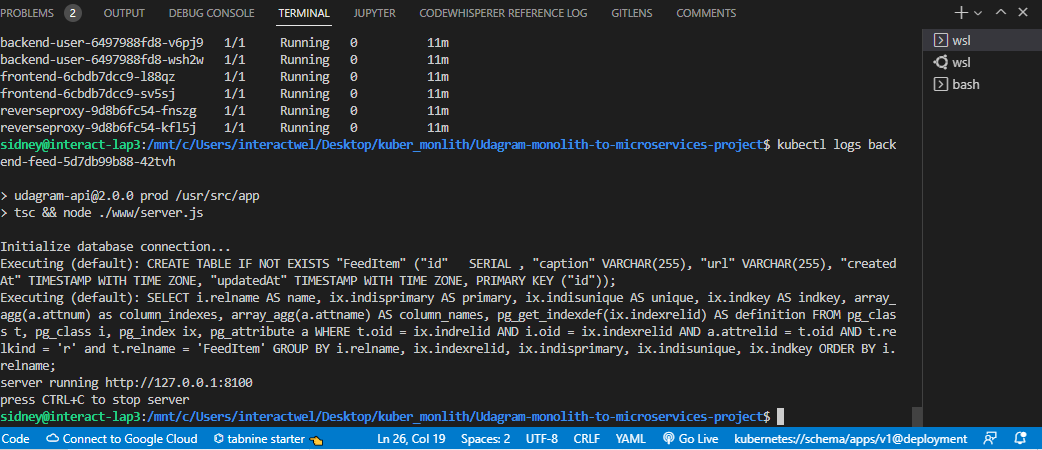 PROBLEMS 2 OUTPUT DEBUG CONSOLE TERMINAL JUPYTER CODEWHISPERER REFERENCE LOG GITLENS COMMENTS
backend-user-6497988fd8-v6pj9 1/1 Running 0 11m
backend-user-6497988fd8-wsh2w 1/1 Running 0 11m
frontend-6cbdb7dcc9-l88qz 1/1 Running 0 11m
frontend-6cbdb7dcc9-sv5sj 1/1 Running 0 11m
reverseproxy-9d8b6fc54-fnszg 1/1 Running 0 11m
reverseproxy-9d8b6fc54-kfl5j 1/1 Running 0 11m
sidney@interact-lap3:/mnt/c/Users/interactwel/Desktop/kuber_monlith/Udagram-monolith-to-microservices-project$ kubectl logs back
end-feed-5d7db99b88-42tvh
> udagram-api@2.0.0 prod /usr/src/app
> tsc && node ./www/server.js
Initialize database connection...
Executing (default): CREATE TABLE IF NOT EXISTS "FeedItem" ("id"   SERIAL , "caption" VARCHAR(255), "url" VARCHAR(255), "created
At" TIMESTAMP WITH TIME ZONE, "updatedAt" TIMESTAMP WITH TIME ZONE, PRIMARY KEY ("id"));
Executing (default): SELECT i.relname AS name, ix.indisprimary AS primary, ix.indisunique AS unique, ix.indkey AS indkey, array_
agg(a.attnum) as column_indexes, array_agg(a.attname) AS column_names, pg_get_indexdef(ix.indexrelid) AS definition FROM pg_clas
s t, pg_class i, pg_index ix, pg_attribute a WHERE t.oid = ix.indrelid AND i.oid = ix.indexrelid AND a.attrelid = t.oid AND t.re
lkind = 'r' and t.relname = 'FeedItem' GROUP BY i.relname, ix.indexrelid, ix.indisprimary, ix.indisunique, ix.indkey ORDER BY i.
relname;
server running http://127.0.0.1:8100
press CTRL+C to stop server
sidney@interact-lap3:/mnt/c/Users/interactwel/Desktop/kuber_monlith/Udagram-monolith-to-microservices-project$
wsl
wsl
bash
Code Connect to Google Cloud tabnine starter Ln 26, Col 19 Spaces: 2 UTF-8 CRLF YAML Go Live kubernetes://schema/apps/v1@deployment